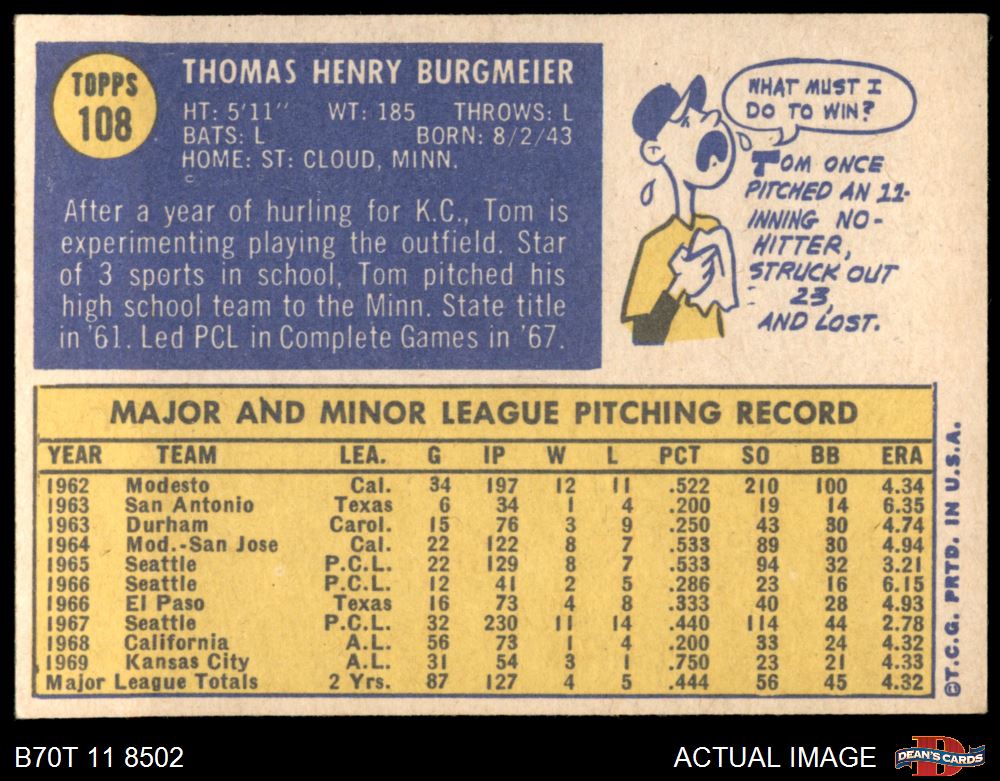 TOPPS
108
THOMAS HENRY BURGMEIER
HT: 5'11" WT: 185 THROWS: L
BATS: L BORN: 8/2/43
HOME: ST: CLOUD, MINN.
After a year of hurling for K.C., Tom is
experimenting playing the outfield. Star
of 3 sports in school, Tom pitched his
high school team to the Minn. State title
in '61. Led PCL in Complete Games in '67.
WHAT MUST I
DO TO WIN?
TOM ONCE
PITCHED AN 11-
INNING NO-
HITTER,
STRUCK OUT
23,
AND LOST.
MAJOR AND MINOR LEAGUE PITCHING RECORD
YEAR TEAM LEA. G IP W L PCT SO BB ERA
1962 Modesto Cal. 34 197 12 11 .522 210 100 4.34
1963 San Antonio Texas 6 34 1 4 .200 19 14 6.35
1963 Durham Carol. 15 76 3 9 .250 43 30 4.74
1964 Mod.-San Jose Cal. 22 122 8 7 .533 89 30 4.94
1965 Seattle P.C.L. 22 129 8 7 .533 94 32 3.21
1966 Seattle P.C.L. 12 41 2 5 .286 23 16 6.15
1966 El Paso Texas 16 73 4 8 .333 40 28 4.93
1967 Seattle P.C.L. 32 230 11 14 .440 114 44 2.78
1968 California A.L. 56 73 1 4 .200 33 24 4.32
1969 Kansas City A.L. 31 54 3 1 .750 23 21 4.33
Major League Totals 2 Yrs. 87 127 4 5 .444 56 45 4.32
©T.C.G. PRTD. IN U.S.A.
B70T 11 8502
ACTUAL IMAGE
DEAN'S CARDS